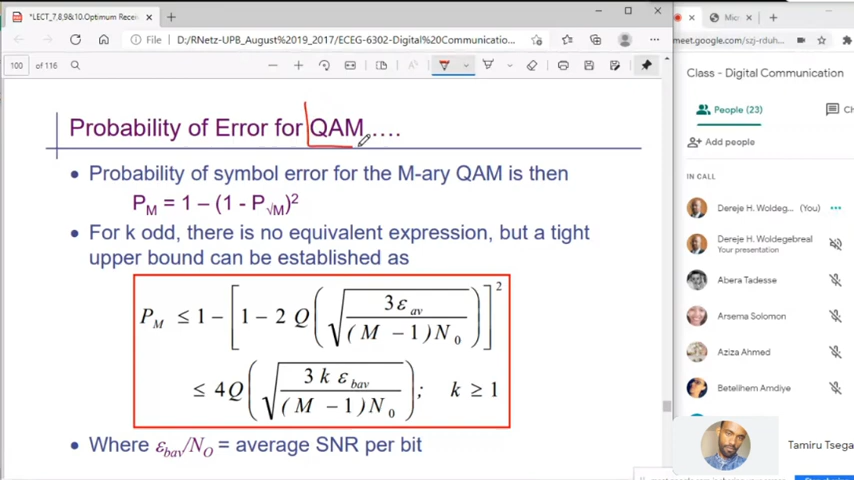 *LECT_7,8,9&10.Optimum Recei
File D:/RNetz-UPB_August%2019_2017/ECEG-6302-Digital%20Communicatio...
100 of 116
Probability of Error for QAM….
• Probability of symbol error for the M-ary QAM is then
P_M = 1 – (1 - P_√M)²
• For k odd, there is no equivalent expression, but a tight
upper bound can be established as
P_M ≤ 1 − [1 − 2 Q(√(3 ε_av / (M − 1) N_0))]²
≤ 4Q(√(3 k ε_bav / (M − 1) N_0)); k ≥ 1
• Where ε_bav/N_O = average SNR per bit
Mic
meet.google.com/szj-rduh
Class - Digital Communication
People (23)
Ch
Add people
IN CALL
Dereje H. Woldeg... (You)
Dereje H. Woldegebreal
Your presentation
Abera Tadesse
Arsema Solomon
Aziza Ahmed
Betelihem Amdiye
Tamiru Tsega